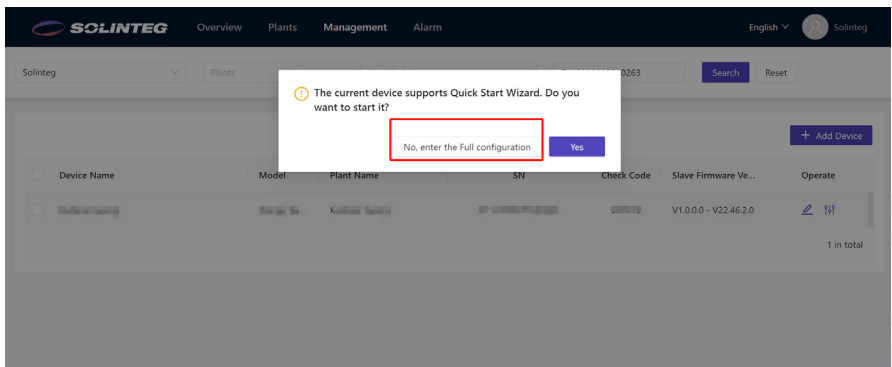 SOLINTEG Overview Plants Management Alarm English Solinteg
Solinteg Plants 0263 Search Reset
The current device supports Quick Start Wizard. Do you
want to start it?
No, enter the Full configuration Yes
+ Add Device
Device Name Model Plant Name SN Check Code Slave Firmware Ve... Operate
V1.0.0.0 - V22.46.2.0
1 in total